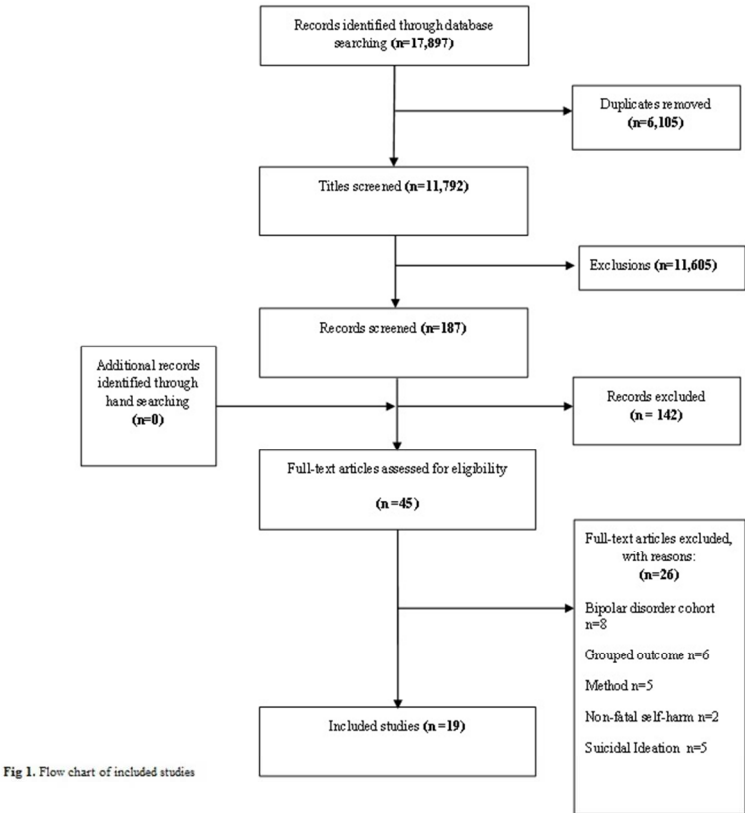 Records identified through database
searching (n=17,897)
Duplicates removed
(n=6,105)
Titles screened (n=11,792)
Exclusions (n=11,605)
Records screened (n=187)
Additional records
identified through
hand searching
(n=0)
Records excluded
(n = 142)
Full-text articles assessed for eligibility
(n =45)
Full-text articles excluded,
with reasons:
(n=26)
Bipolar disorder cohort
n=8
Grouped outcome n=6
Method n=5
Non-fatal self-harm n=2
Suicidal Ideation n=5
Included studies (n =19)
Fig 1. Flow chart of included studies